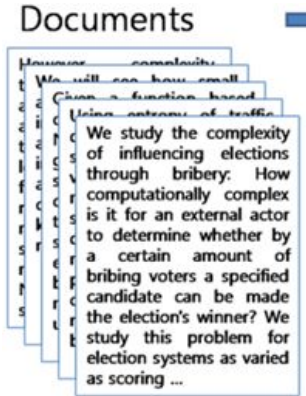 Documents
However, complexity
We will see how small
Given a function based
Using entropy of traffic
We study the complexity
of influencing elections
through bribery: How
computationally complex
is it for an external actor
to determine whether by
a certain amount of
bribing voters a specified
candidate can be made
the election's winner? We
study this problem for
election systems as varied
as scoring ...